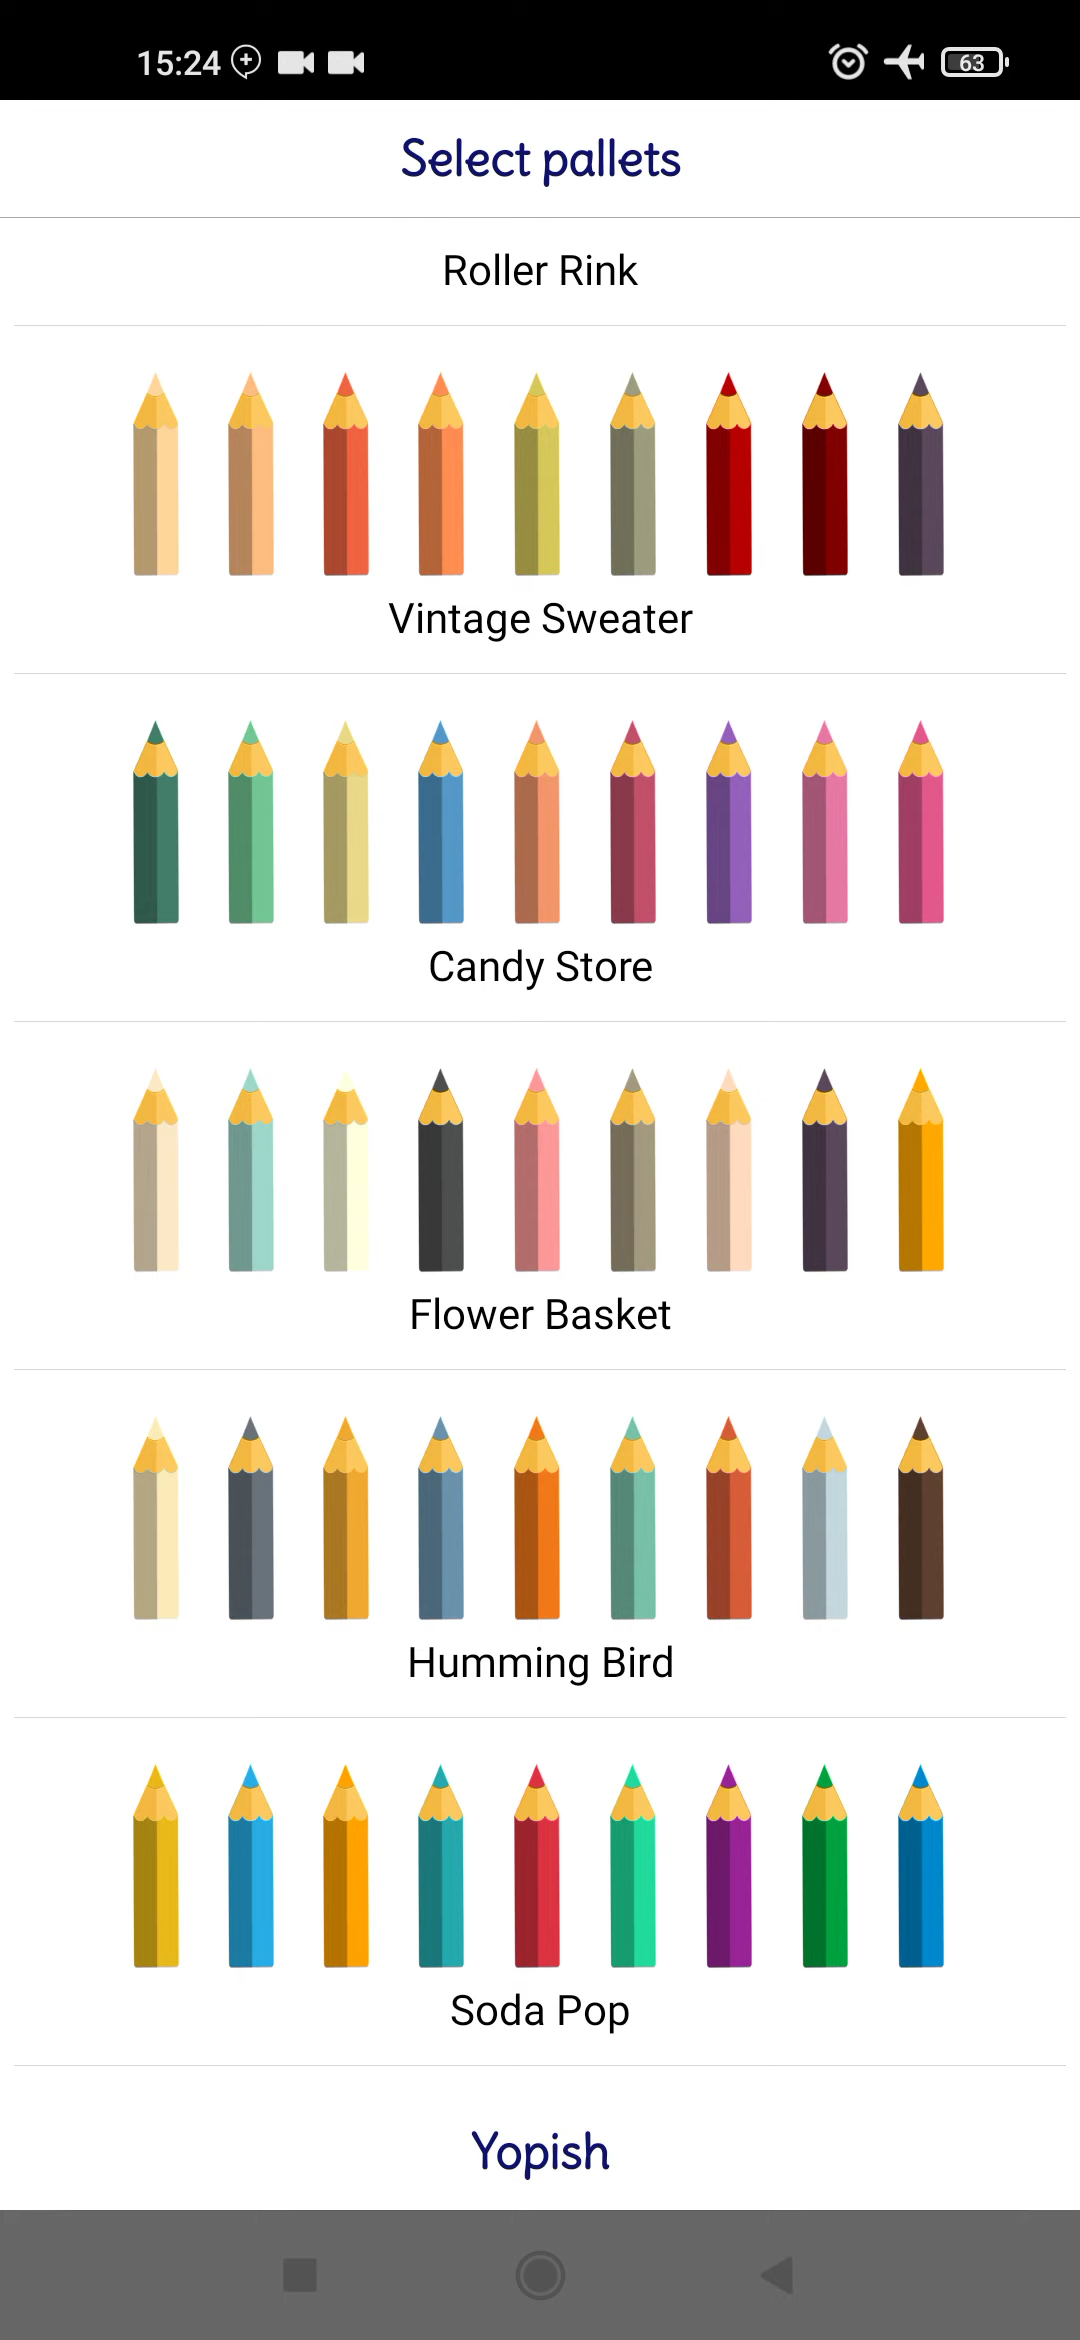 15:24
63
Select pallets
Roller Rink
Vintage Sweater
Candy Store
Flower Basket
Humming Bird
Soda Pop
Yopish